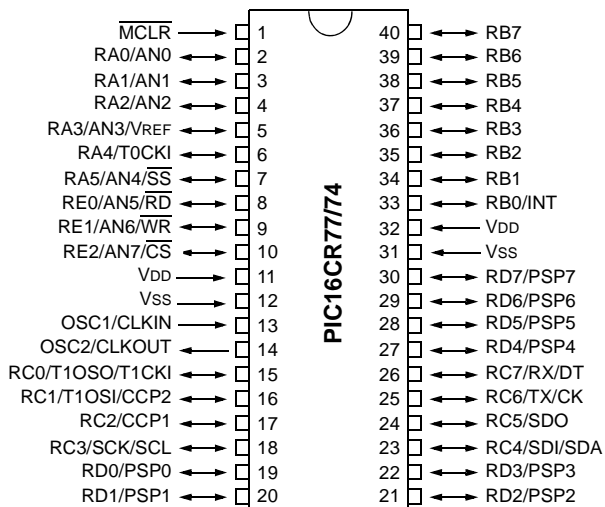 MCLR 1 40 RB7
RA0/AN0 2 39 RB6
RA1/AN1 3 38 RB5
RA2/AN2 4 37 RB4
RA3/AN3/VREF 5 36 RB3
RA4/T0CKI 6 35 RB2
RA5/AN4/SS 7 34 RB1
RE0/AN5/RD 8 33 RB0/INT
RE1/AN6/WR 9 32 VDD
RE2/AN7/CS 10 31 VSS
VDD 11 30 RD7/PSP7
VSS 12 29 RD6/PSP6
OSC1/CLKIN 13 28 RD5/PSP5
OSC2/CLKOUT 14 27 RD4/PSP4
RC0/T1OSO/T1CKI 15 26 RC7/RX/DT
RC1/T1OSI/CCP2 16 25 RC6/TX/CK
RC2/CCP1 17 24 RC5/SDO
RC3/SCK/SCL 18 23 RC4/SDI/SDA
RD0/PSP0 19 22 RD3/PSP3
RD1/PSP1 20 21 RD2/PSP2
PIC16CR77/74